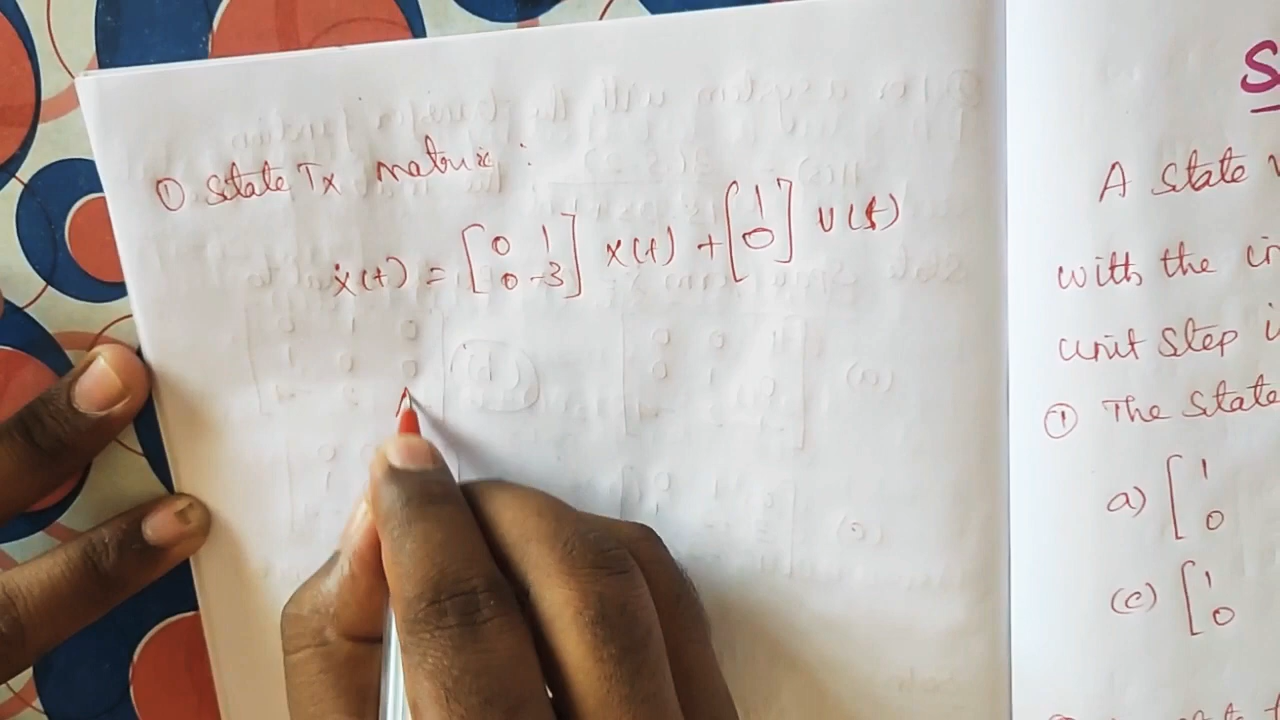 ① State Tx matrix :
ẋ(t) = [0 1 0 -3] x(t) + [1 0] U(t)
S
A State
with the
unit step
① The State
a) [1 0
(c) [1 0